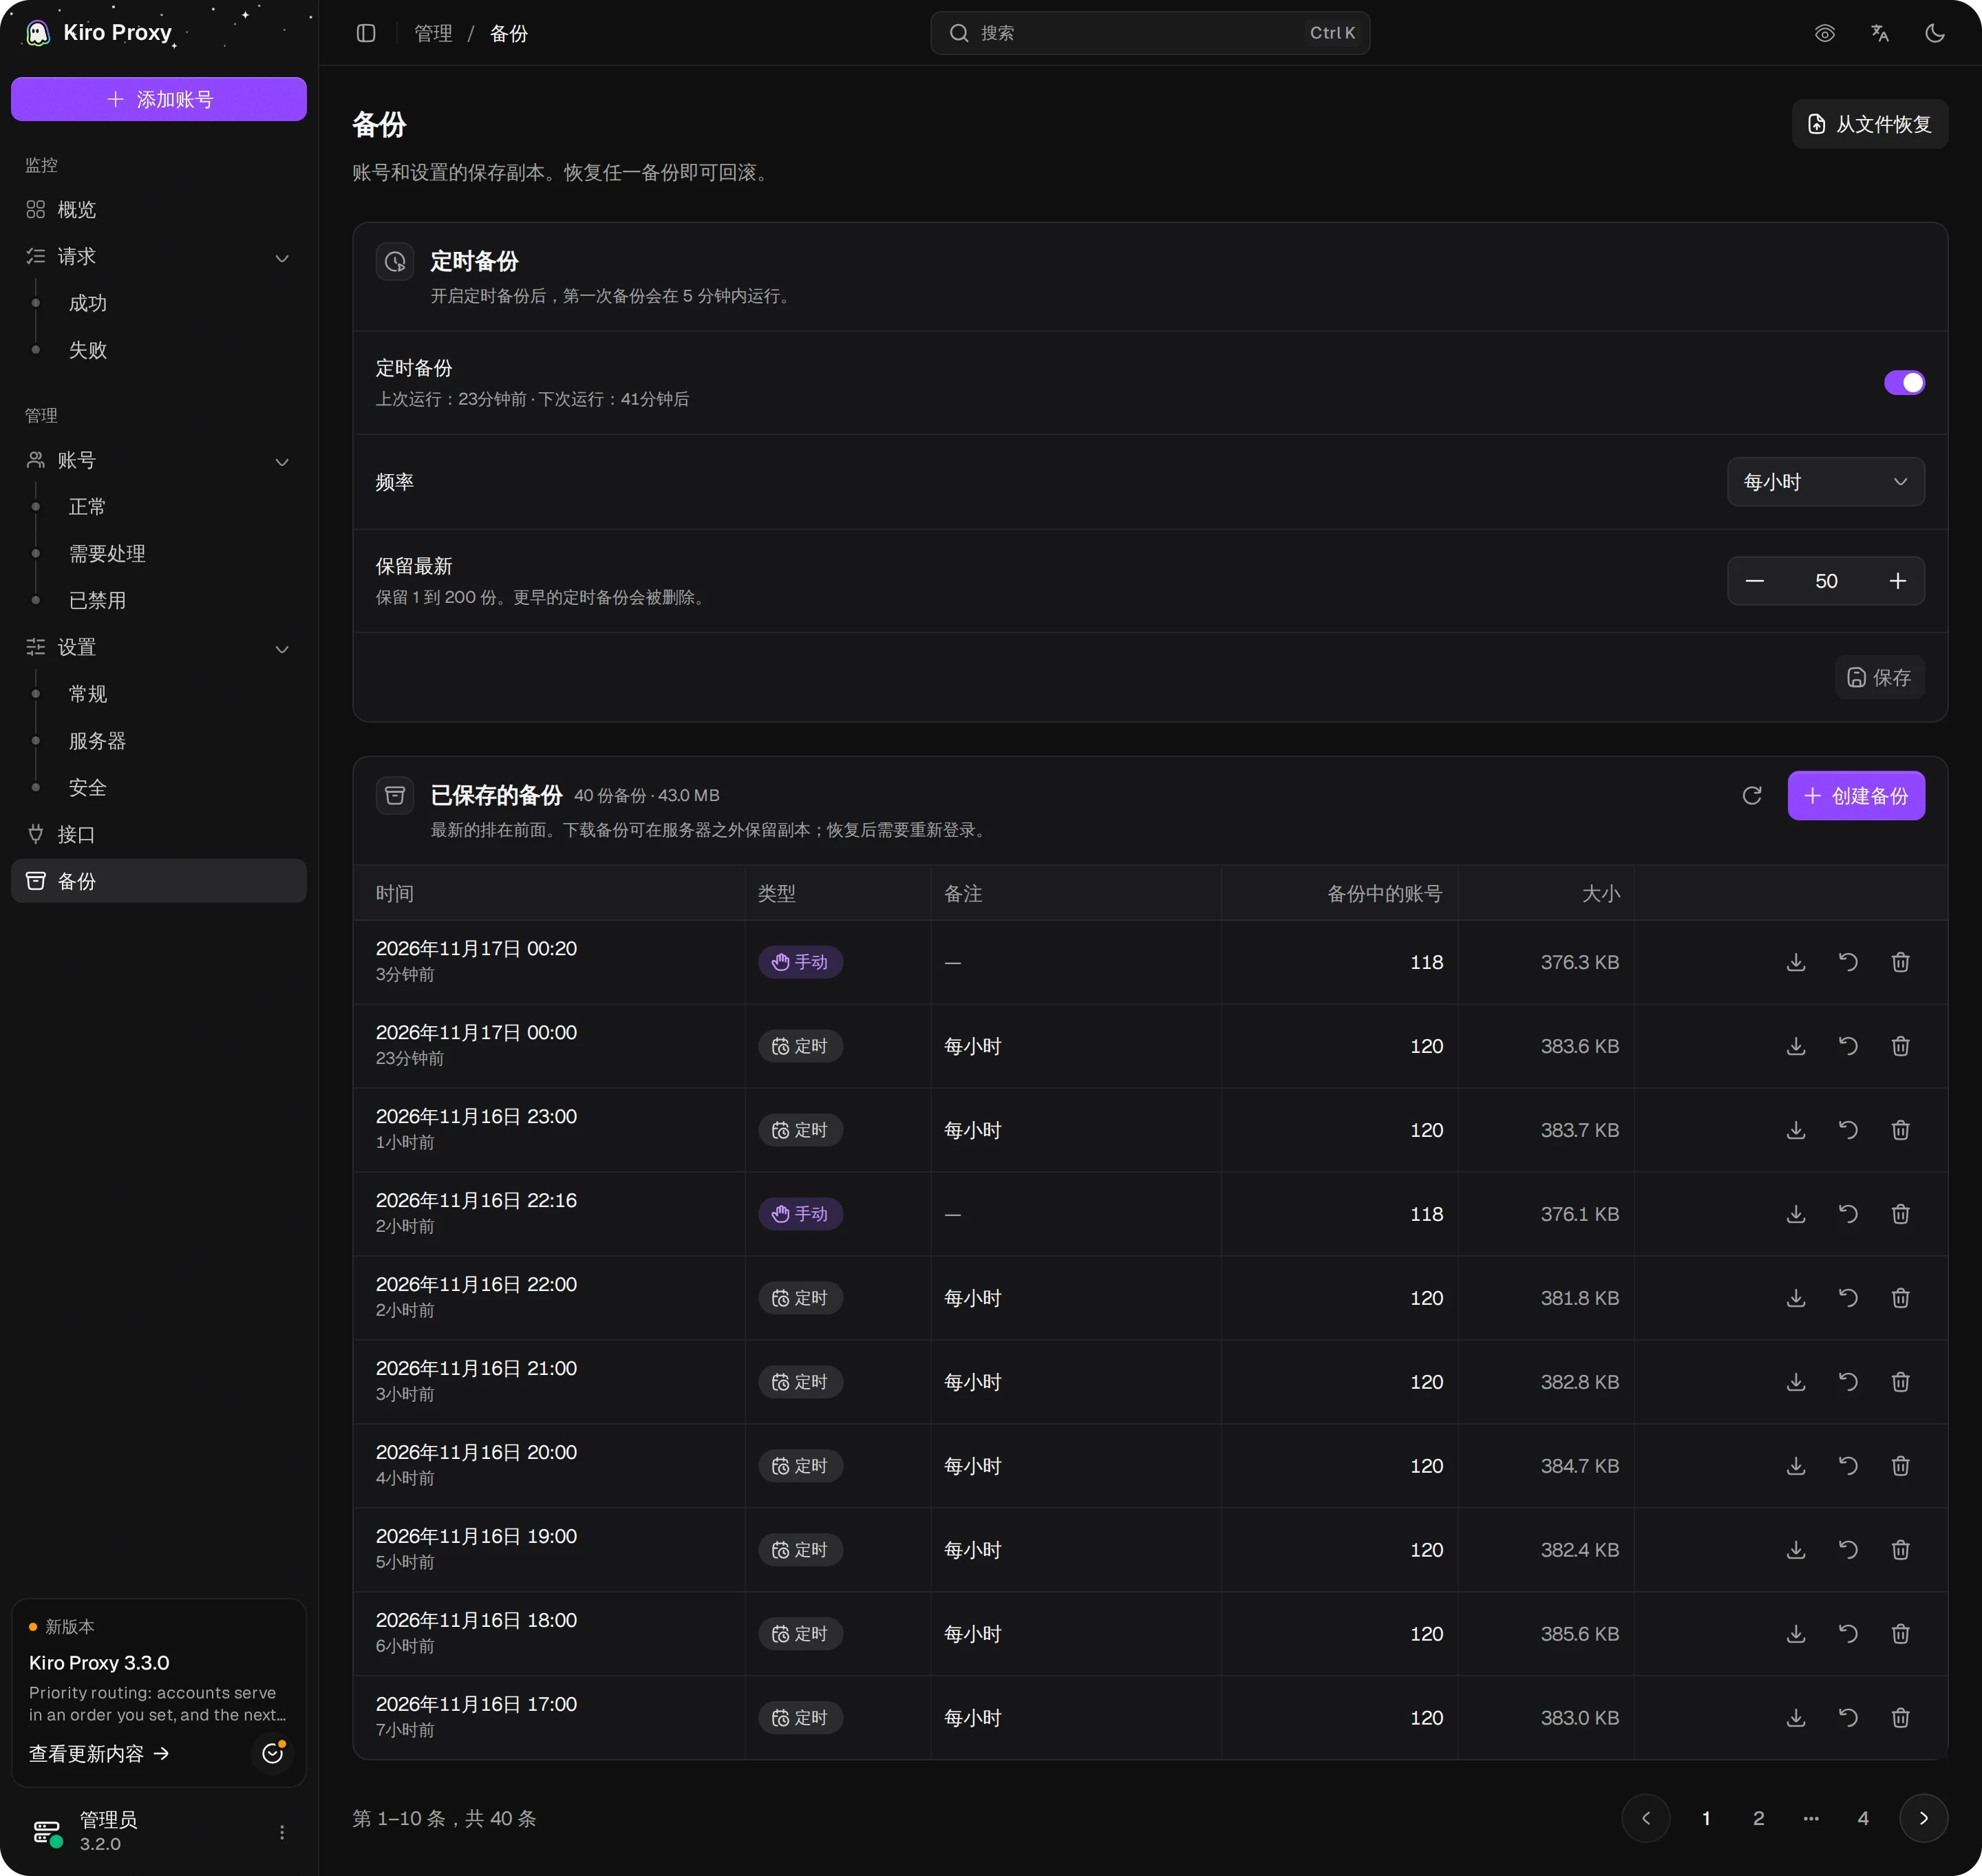 Kiro Proxy
添加账号
监控
概览
请求
成功
失败
管理
账号
正常
需要处理
已禁用
设置
常规
服务器
安全
接口
备份
新版本
Kiro Proxy 3.3.0
Priority routing: accounts serve
in an order you set, and the next...
查看更新内容 →
管理员
3.2.0
管理 / 备份
搜索 Ctrl K
备份
从文件恢复
账号和设置的保存副本。恢复任一备份即可回滚。
定时备份
开启定时备份后，第一次备份会在 5 分钟内运行。
定时备份
上次运行：23分钟前 · 下次运行：41分钟后
频率
每小时
保留最新
保留 1 到 200 份。更早的定时备份会被删除。
50
保存
已保存的备份 40 份备份 · 43.0 MB
创建备份
最新的排在前面。下载备份可在服务器之外保留副本；恢复后需要重新登录。
时间 类型 备注 备份中的账号 大小
2026年11月17日 00:20
3分钟前
手动 — 118 376.3 KB
2026年11月17日 00:00
23分钟前
定时 每小时 120 383.6 KB
2026年11月16日 23:00
1小时前
定时 每小时 120 383.7 KB
2026年11月16日 22:16
2小时前
手动 — 118 376.1 KB
2026年11月16日 22:00
2小时前
定时 每小时 120 381.8 KB
2026年11月16日 21:00
3小时前
定时 每小时 120 382.8 KB
2026年11月16日 20:00
4小时前
定时 每小时 120 384.7 KB
2026年11月16日 19:00
5小时前
定时 每小时 120 382.4 KB
2026年11月16日 18:00
6小时前
定时 每小时 120 385.6 KB
2026年11月16日 17:00
7小时前
定时 每小时 120 383.0 KB
第 1–10 条，共 40 条
1 2 ··· 4